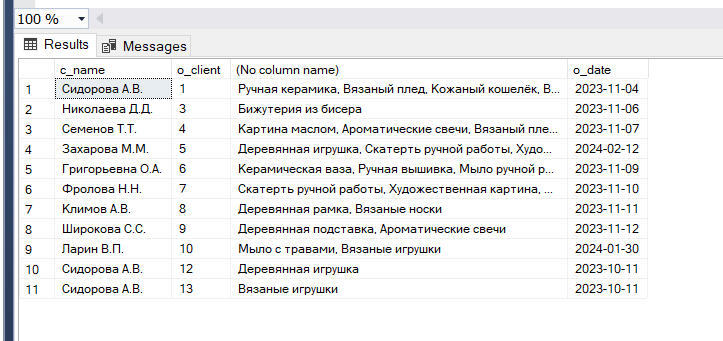 100 %
Results Messages
c_name o_client (No column name) o_date
1 Сидорова А.В. 1 Ручная керамика, Вязаный плед, Кожаный кошелёк, В... 2023-11-04
2 Николаева Д.Д. 3 Бижутерия из бисера 2023-11-06
3 Семенов Т.Т. 4 Картина маслом, Ароматические свечи, Вязаный пле... 2023-11-07
4 Захарова М.М. 5 Деревянная игрушка, Скатерть ручной работы, Худо... 2024-02-12
5 Григорьевна О.А. 6 Керамическая ваза, Ручная вышивка, Мыло ручной р... 2023-11-09
6 Фролова Н.Н. 7 Скатерть ручной работы, Художественная картина, ... 2023-11-10
7 Климов А.В. 8 Деревянная рамка, Вязаные носки 2023-11-11
8 Широкова С.С. 9 Деревянная подставка, Ароматические свечи 2023-11-12
9 Ларин В.П. 10 Мыло с травами, Вязаные игрушки 2024-01-30
10 Сидорова А.В. 12 Деревянная игрушка 2023-10-11
11 Сидорова А.В. 13 Вязаные игрушки 2023-10-11